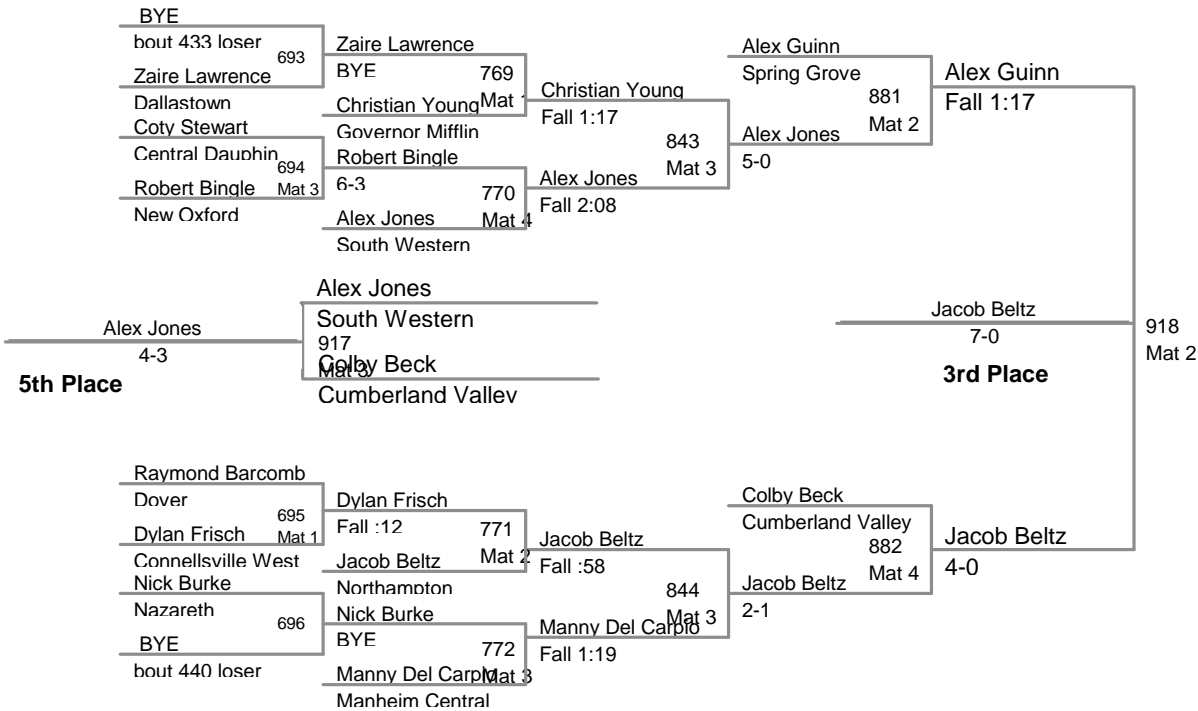 BYE
bout 433 loser
693
Zaire Lawrence
Dallastown
Coty Stewart
Central Dauphin
694
Mat 3
Robert Bingle
New Oxford
Zaire Lawrence
BYE
769
Mat 1
Christian Young
Governor Mifflin
Robert Bingle
6-3
770
Mat 4
Alex Jones
South Western
Christian Young
Fall 1:17
843
Mat 3
Alex Jones
Fall 2:08
Alex Guinn
Spring Grove
881
Mat 2
Alex Jones
5-0
Alex Guinn
Fall 1:17
Alex Jones
4-3
5th Place
Alex Jones
South Western
917
Mat 3
Colby Beck
Cumberland Valley
Jacob Beltz
7-0
3rd Place
918
Mat 2
Raymond Barcomb
Dover
695
Mat 1
Dylan Frisch
Connellsville West
Nick Burke
Nazareth
696
BYE
bout 440 loser
Dylan Frisch
Fall :12
771
Mat 2
Jacob Beltz
Northampton
Nick Burke
BYE
772
Mat 3
Manny Del Carpio
Manheim Central
Jacob Beltz
Fall :58
844
Mat 3
Manny Del Carpio
Fall 1:19
Colby Beck
Cumberland Valley
882
Mat 4
Jacob Beltz
2-1
Jacob Beltz
4-0